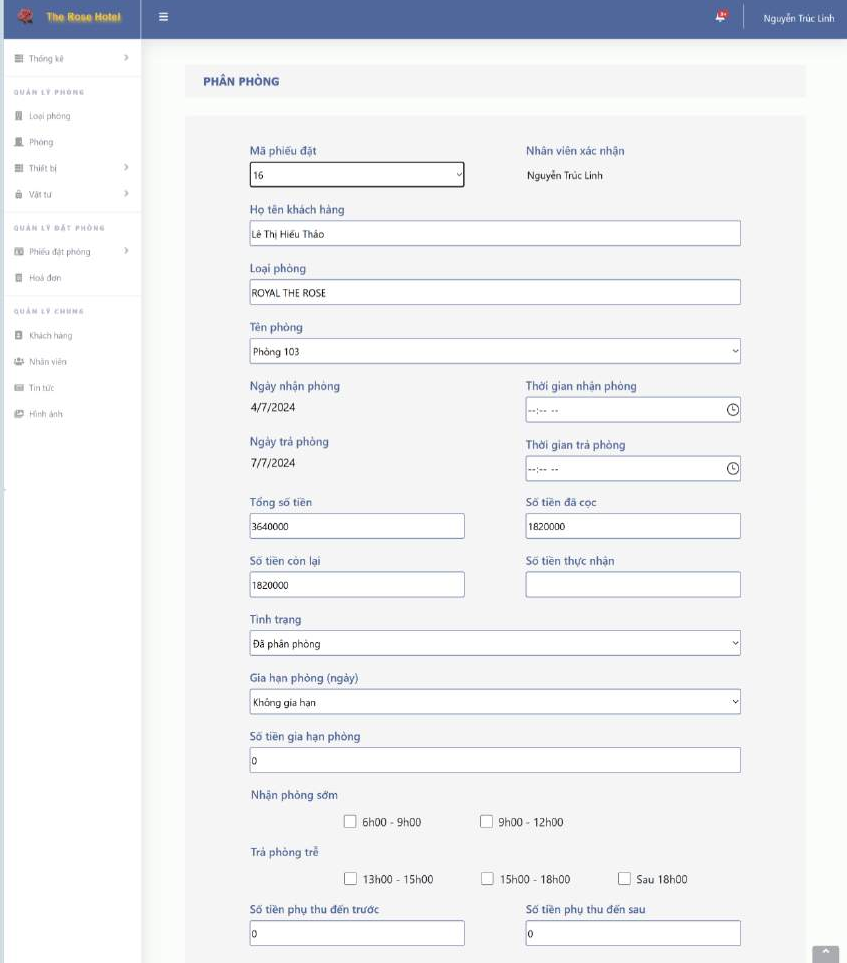 The Rose Hotel
Nguyễn Trúc Linh
Thống kê
QUẢN LÝ PHÒNG
Loại phòng
Phòng
Thiết bị
Vật tư
QUẢN LÝ ĐẶT PHÒNG
Phiếu đặt phòng
Hoá đơn
QUẢN LÝ CHUNG
Khách hàng
Nhân viên
Tin tức
Hình ảnh
PHÂN PHÒNG
Mã phiếu đặt Nhân viên xác nhận
16 Nguyễn Trúc Linh
Họ tên khách hàng
Lê Thị Hiếu Thảo
Loại phòng
ROYAL THE ROSE
Tên phòng
Phòng 103
Ngày nhận phòng Thời gian nhận phòng
4/7/2024 --:-- --
Ngày trả phòng Thời gian trả phòng
7/7/2024 --:-- --
Tổng số tiền Số tiền đã cọc
3640000 1820000
Số tiền còn lại Số tiền thực nhận
1820000
Tình trạng
Đã phân phòng
Gia hạn phòng (ngày)
Không gia hạn
Số tiền gia hạn phòng
0
Nhận phòng sớm
6h00 - 9h00 9h00 - 12h00
Trả phòng trễ
13h00 - 15h00 15h00 - 18h00 Sau 18h00
Số tiền phụ thu đến trước Số tiền phụ thu đến sau
0 0